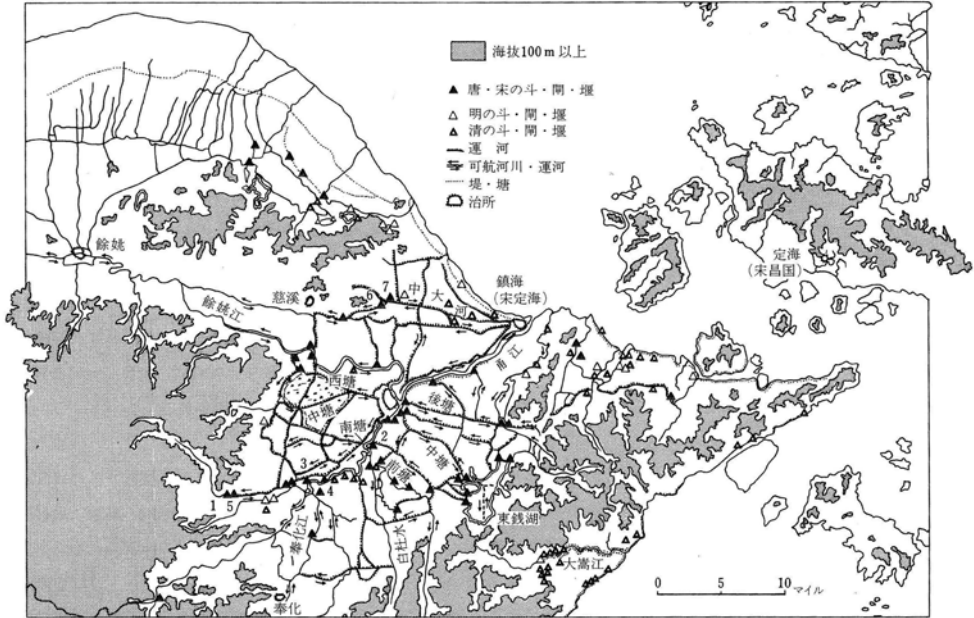 海抜100m以上
唐・宋の斗・閘・堰
明の斗・閘・堰
清の斗・閘・堰
運河
可航河川・運河
堤・塘
治所
餘姚
定海
(宋昌国)
鎮海
(宋定海)
慈溪
6
7
中
大
河
餘姚江
甬江
西塘
中塘
後塘
南塘
2
中塘
南塘
3
4
1
5
東銭湖
奉化江
白杜水
大嵩江
奉化
0
5
10
マイル